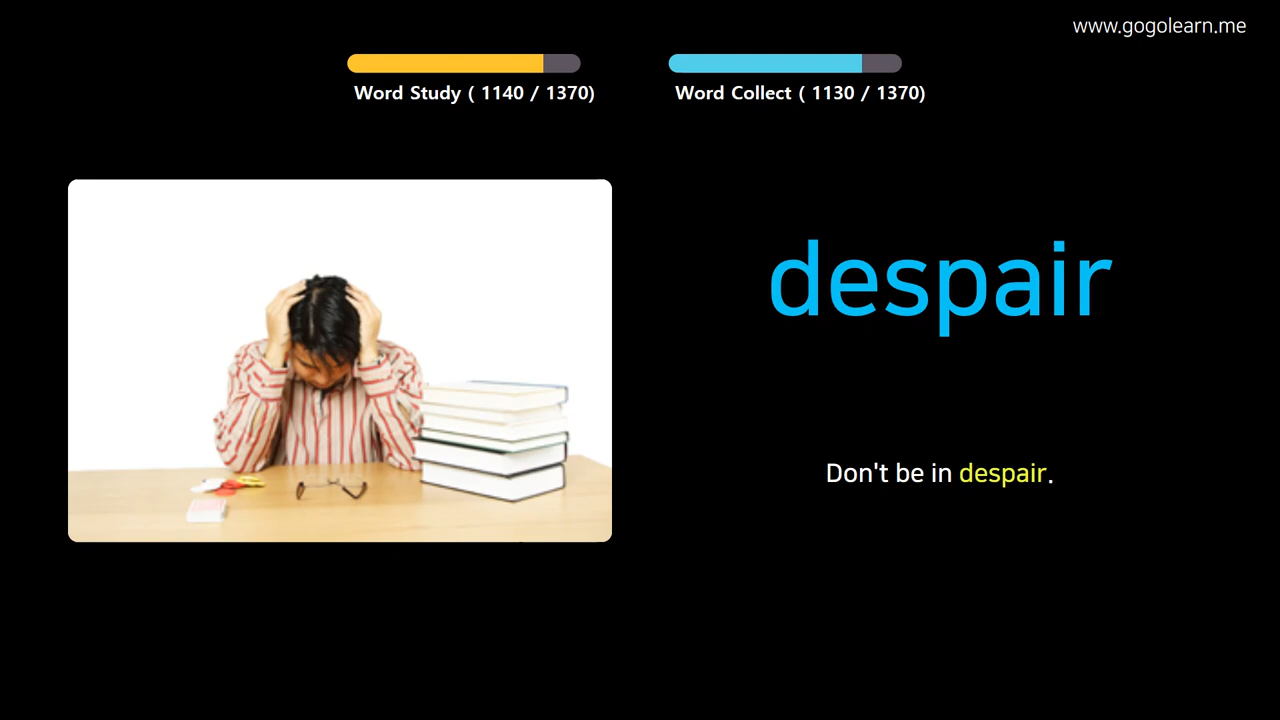 www.gogolearn.me
Word Study ( 1140 / 1370)
Word Collect ( 1130 / 1370)
despair
Don't be in despair.